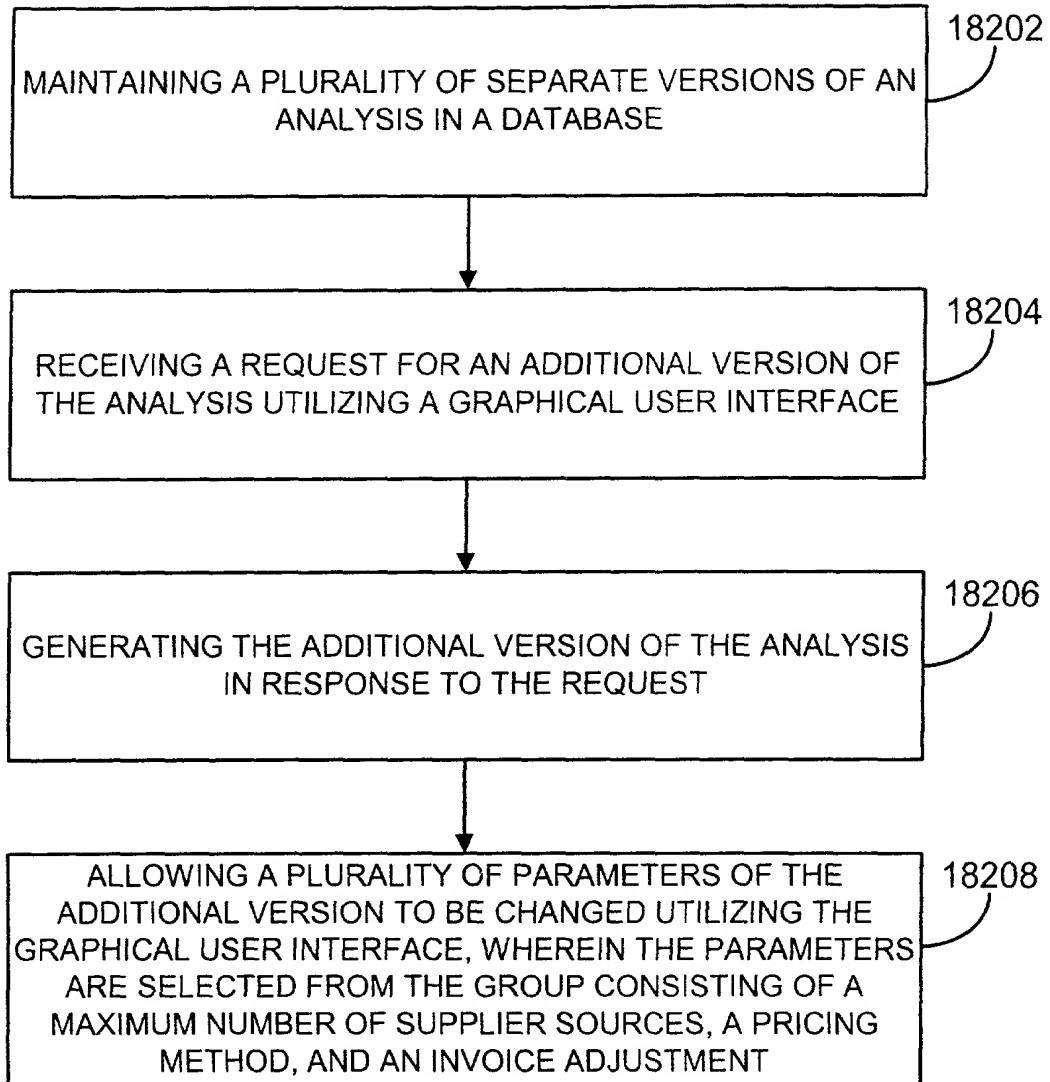 18202
MAINTAINING A PLURALITY OF SEPARATE VERSIONS OF AN
ANALYSIS IN A DATABASE
18204
RECEIVING A REQUEST FOR AN ADDITIONAL VERSION OF
THE ANALYSIS UTILIZING A GRAPHICAL USER INTERFACE
18206
GENERATING THE ADDITIONAL VERSION OF THE ANALYSIS
IN RESPONSE TO THE REQUEST
18208
ALLOWING A PLURALITY OF PARAMETERS OF THE
ADDITIONAL VERSION TO BE CHANGED UTILIZING THE
GRAPHICAL USER INTERFACE, WHEREIN THE PARAMETERS
ARE SELECTED FROM THE GROUP CONSISTING OF A
MAXIMUM NUMBER OF SUPPLIER SOURCES, A PRICING
METHOD, AND AN INVOICE ADJUSTMENT